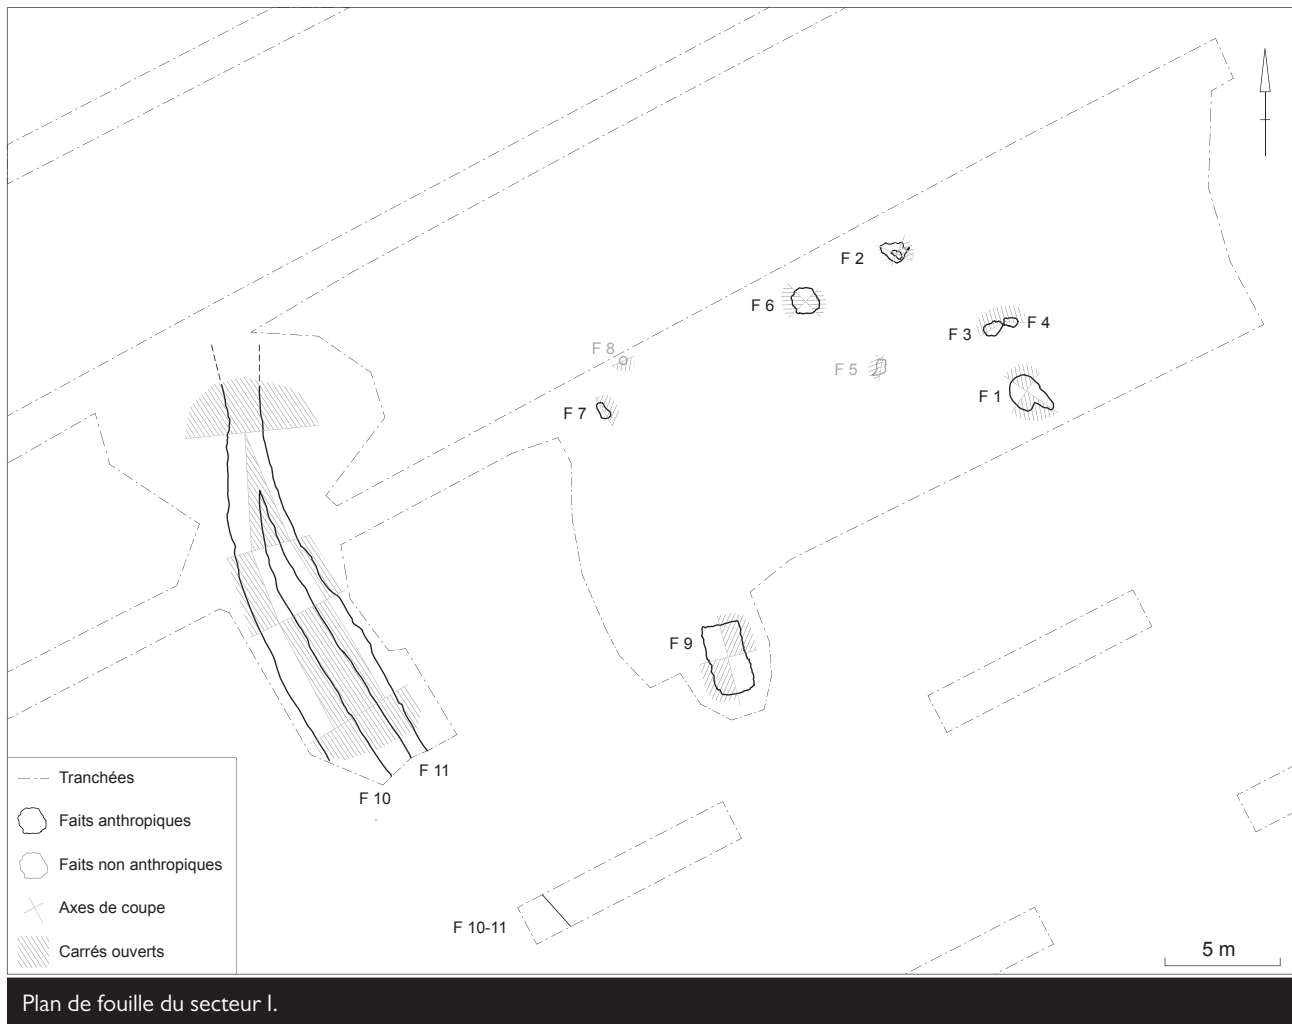 F 2
F 6
F 3
F 4
F 8
F 5
F 1
F 7
F 9
F 11
F 10
F 10-11
Tranchées
Faits anthropiques
Faits non anthropiques
Axes de coupe
Carrés ouverts
5 m
Plan de fouille du secteur I.